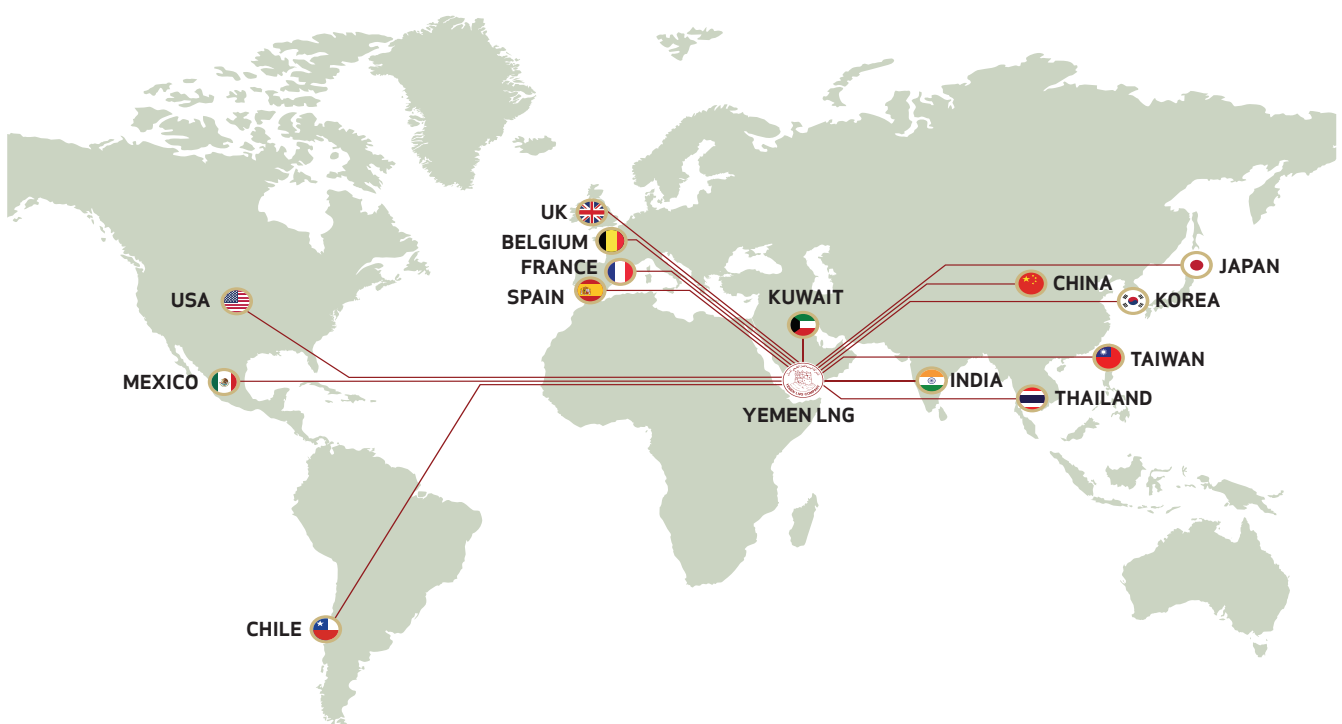 UK
BELGIUM
FRANCE
SPAIN
USA
MEXICO
CHILE
KUWAIT
YEMEN LNG
JAPAN
CHINA
KOREA
TAIWAN
INDIA
THAILAND